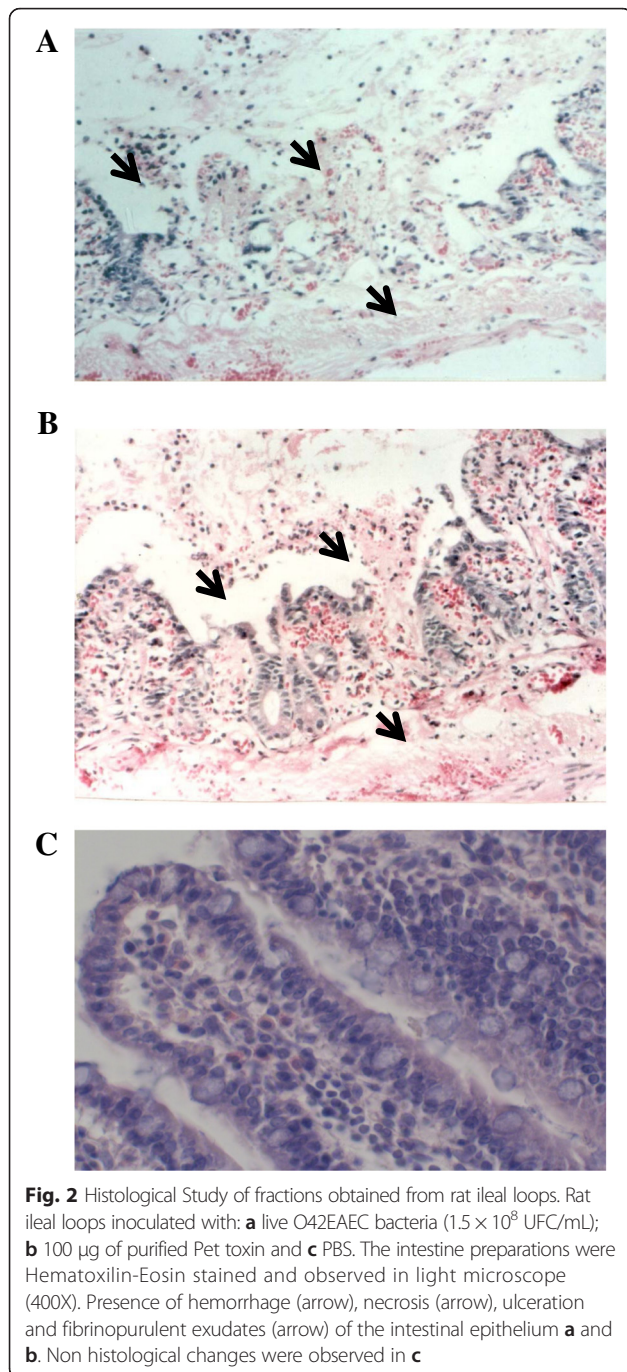 A
B
C
Fig. 2 Histological Study of fractions obtained from rat ileal loops. Rat
ileal loops inoculated with: a live O42EAEC bacteria (1.5 × 10⁸ UFC/mL);
b 100 μg of purified Pet toxin and c PBS. The intestine preparations were
Hematoxilin-Eosin stained and observed in light microscope
(400X). Presence of hemorrhage (arrow), necrosis (arrow), ulceration
and fibrinopurulent exudates (arrow) of the intestinal epithelium a and
b. Non histological changes were observed in c